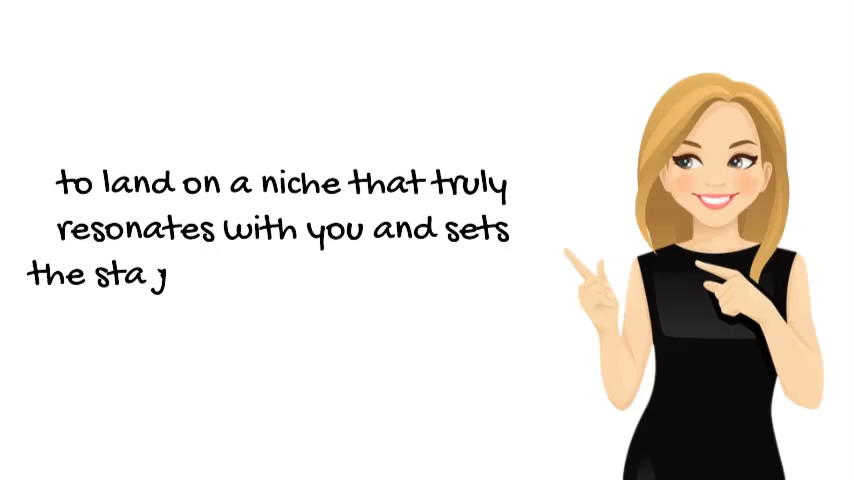 to land on a niche that truly
resonates with you and sets
the sta